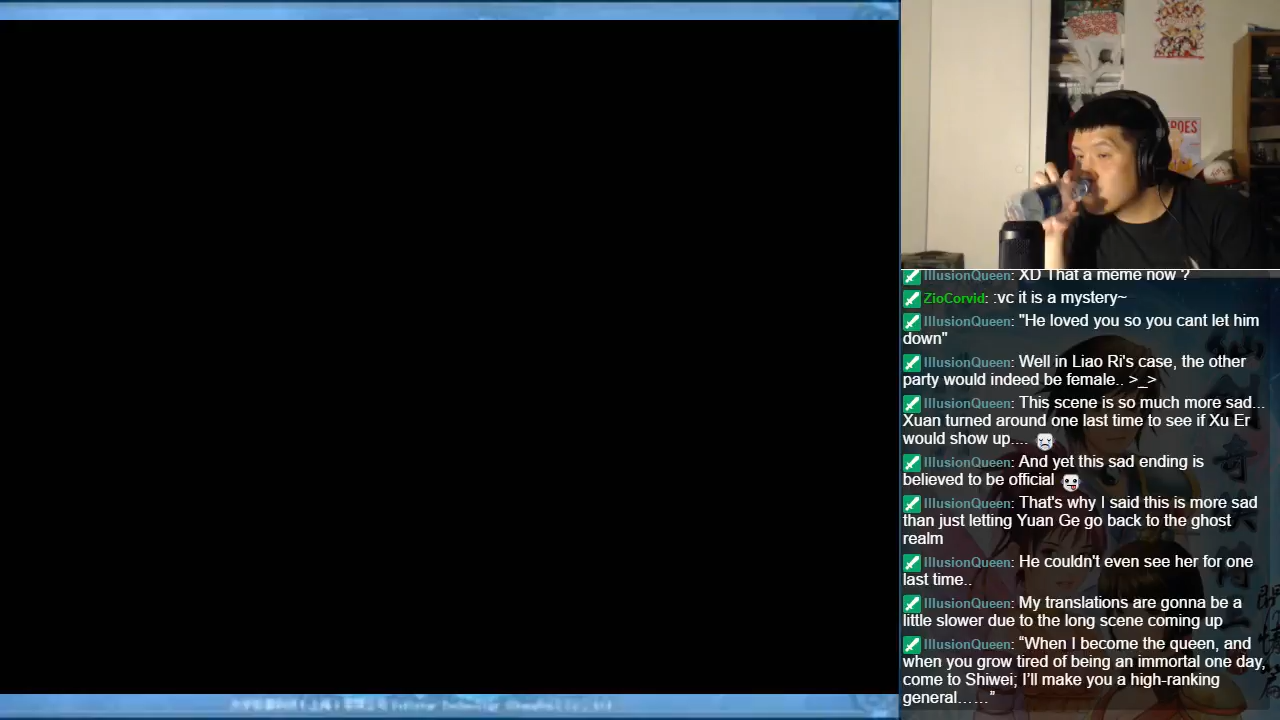 EROES
IllusionQueen: XD That a meme now ?
ZioCorvid: :vc it is a mystery~
IllusionQueen: "He loved you so you cant let him
down"
IllusionQueen: Well in Liao Ri's case, the other
party would indeed be female.. >_>
IllusionQueen: This scene is so much more sad...
Xuan turned around one last time to see if Xu Er
would show up....
IllusionQueen: And yet this sad ending is
believed to be official
IllusionQueen: That's why I said this is more sad
than just letting Yuan Ge go back to the ghost
realm
IllusionQueen: He couldn't even see her for one
last time..
IllusionQueen: My translations are gonna be a
little slower due to the long scene coming up
IllusionQueen: “When I become the queen, and
when you grow tired of being an immortal one day,
come to Shiwei; I’ll make you a high-ranking
general……”